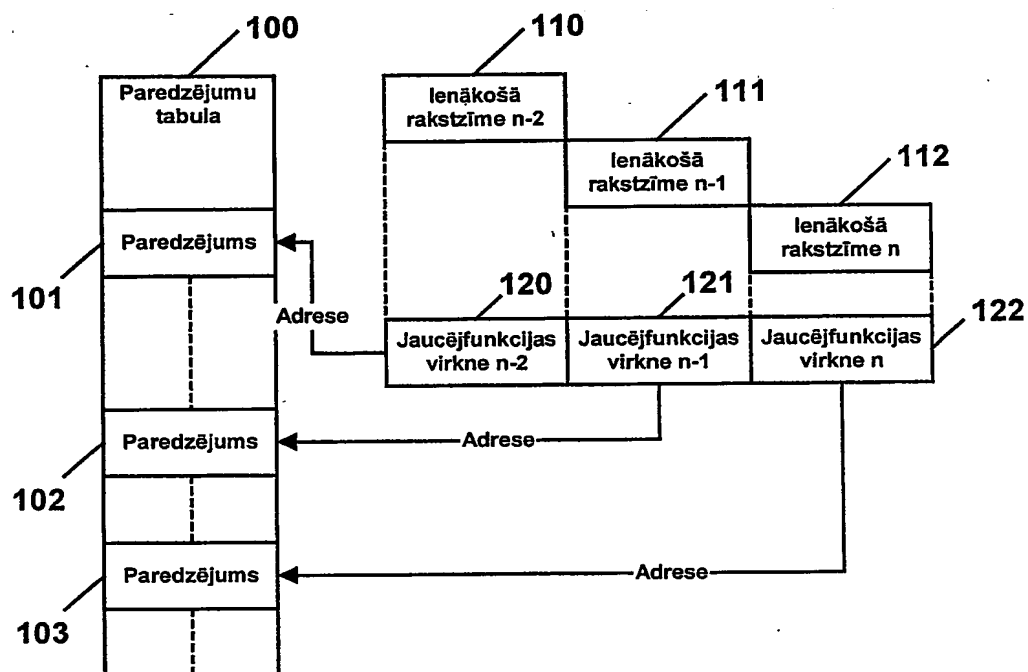 100
110
Paredzējumu
tabula
Ienākošā
rakstzīme n-2
111
Ienākošā
rakstzīme n-1
112
Ienākošā
rakstzīme n
Paredzējums
101
Adrese
120
121
122
Jaucējfunkcijas
virkne n-2
Jaucējfunkcijas
virkne n-1
Jaucējfunkcijas
virkne n
Paredzējums
Adrese
102
Paredzējums
Adrese
103